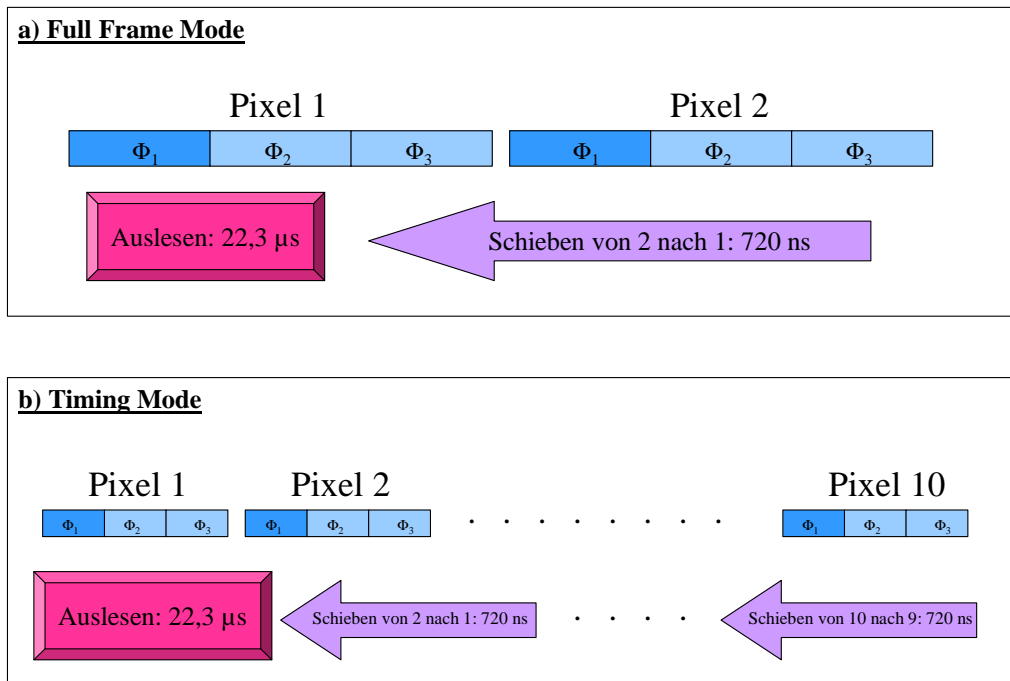 a) Full Frame Mode
Pixel 1 Pixel 2
Φ1 Φ2 Φ3 Φ1 Φ2 Φ3
Auslesen: 22,3 µs
Schieben von 2 nach 1: 720 ns
b) Timing Mode
Pixel 1 Pixel 2 Pixel 10
Φ1 Φ2 Φ3 Φ1 Φ2 Φ3 . . . . . . . . Φ1 Φ2 Φ3
Auslesen: 22,3 µs
Schieben von 2 nach 1: 720 ns . . . . Schieben von 10 nach 9: 720 ns